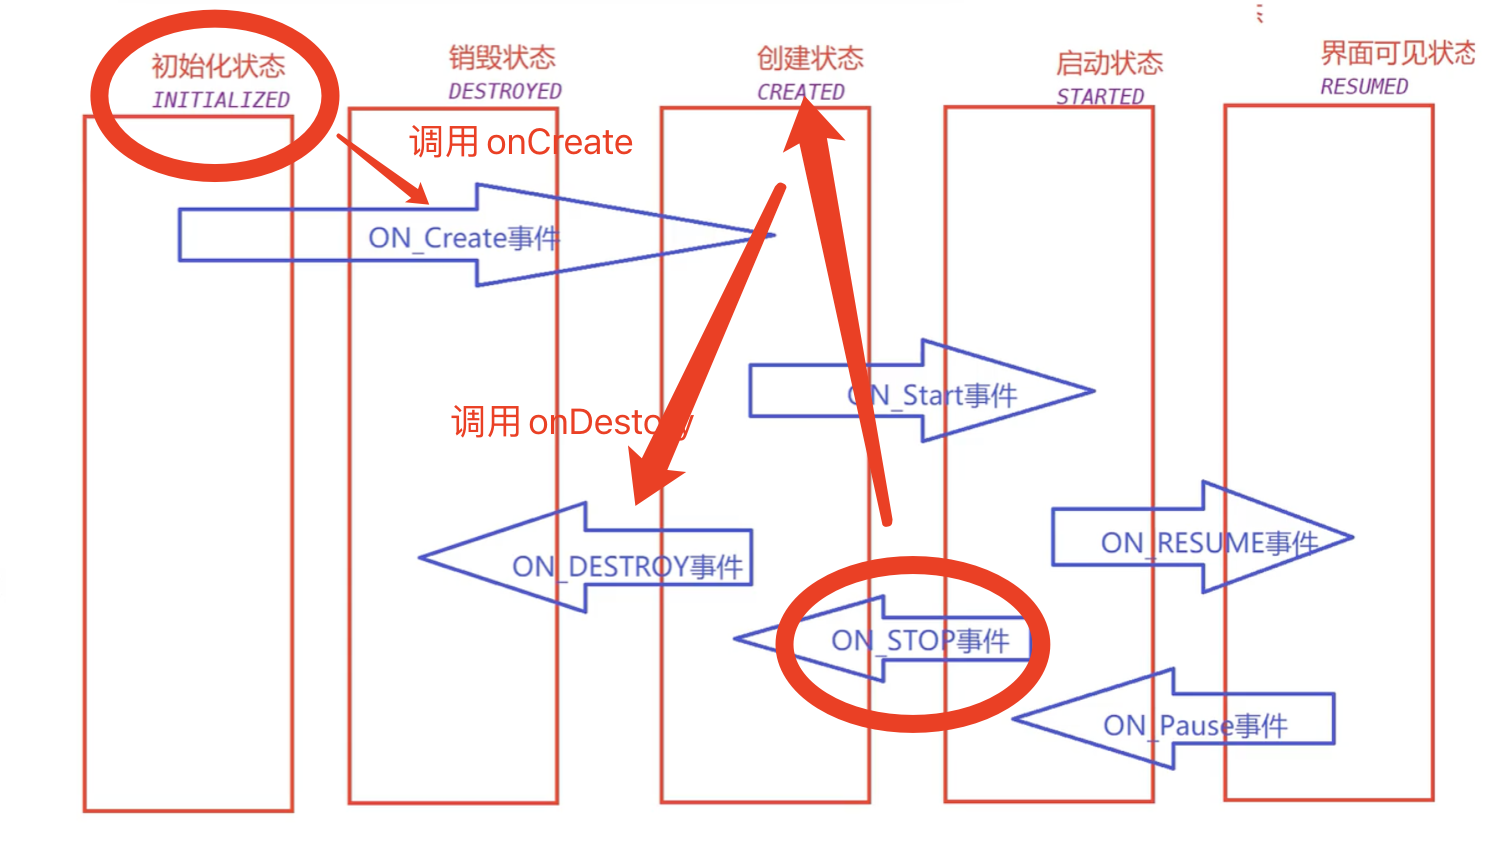 初始化状态
INITIALIZED
销毁状态
DESTROYED
创建状态
CREATED
启动状态
STARTED
界面可见状态
RESUMED
调用 onCreate
ON_Create事件
ON_Start事件
调用 onDestory
ON_DESTROY事件
ON_RESUME事件
ON_STOP事件
ON_Pause事件